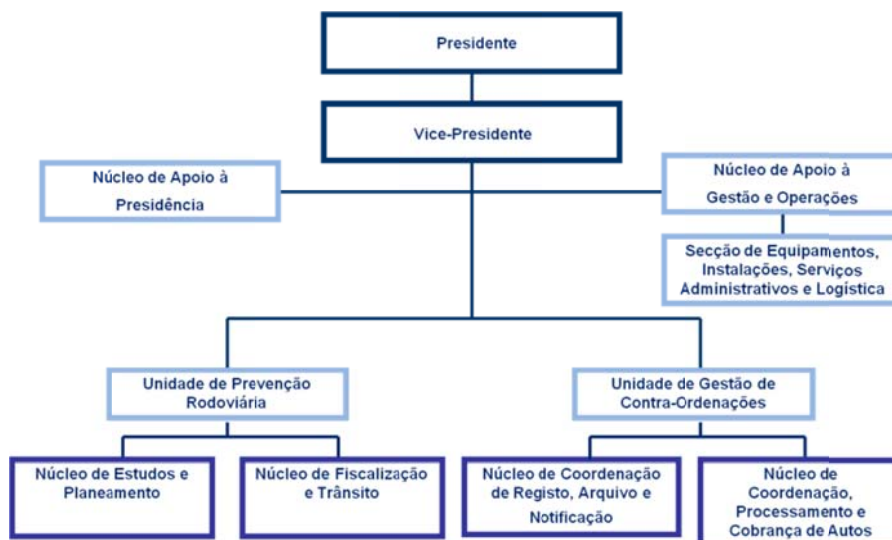 Presidente
Vice-Presidente
Núcleo de Apoio à
Presidência
Núcleo de Apoio à
Gestão e Operações
Secção de Equipamentos,
Instalações, Serviços
Administrativos e Logística
Unidade de Prevenção
Rodoviária
Unidade de Gestão de
Contra-Ordenações
Núcleo de Estudos e
Planeamento
Núcleo de Fiscalização
e Trânsito
Núcleo de Coordenação
de Registo, Arquivo e
Notificação
Núcleo de
Coordenação,
Processamento e
Cobrança de Autos